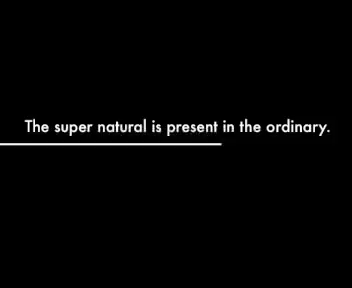 The super natural is present in the ordinary.